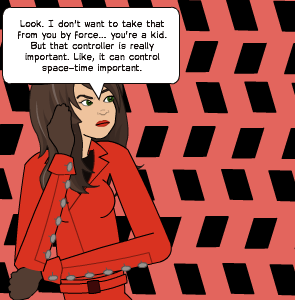 Look. I don't want to take that
from you by force... you're a kid.
But that controller is really
important. Like, it can control
space-time important.